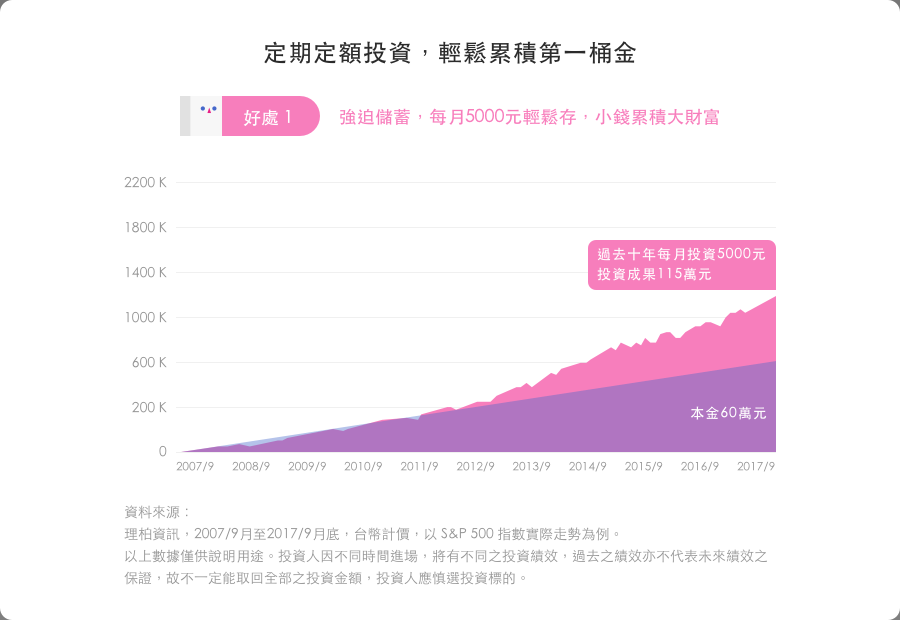 定期定額投資，輕鬆累積第一桶金
好處 1
強迫儲蓄，每月5000元輕鬆存，小錢累積大財富
2200 K
1800 K
1400 K
1000 K
600 K
200 K
0
過去十年每月投資5000元
投資成果115萬元
本金60萬元
2007/9 2008/9 2009/9 2010/9 2011/9 2012/9 2013/9 2014/9 2015/9 2016/9 2017/9
資料來源：
理柏資訊，2007/9月至2017/9月底，台幣計價，以 S&P 500 指數實際走勢為例。
以上數據僅供說明用途。投資人因不同時間進場，將有不同之投資績效，過去之績效亦不代表未來績效之
保證，故不一定能取回全部之投資金額，投資人應慎選投資標的。